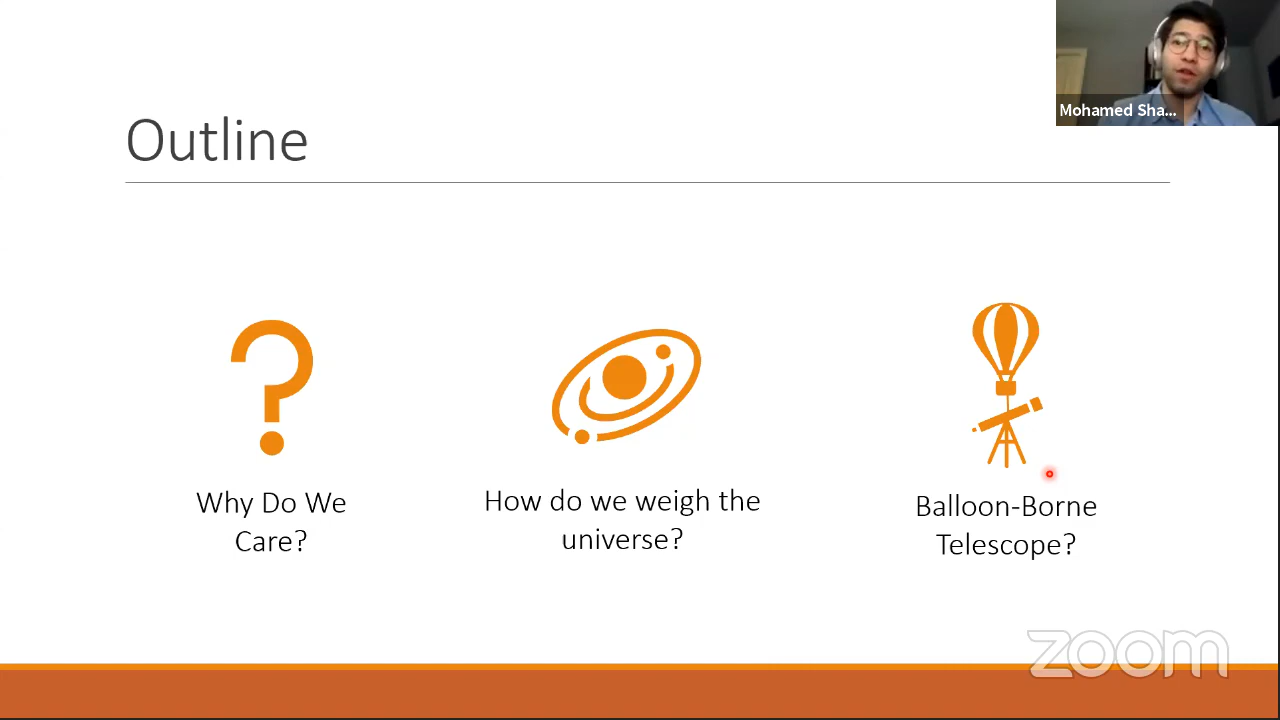 Mohamed Sha...
Outline
Why Do We
Care?
How do we weigh the
universe?
Balloon-Borne
Telescope?
zoom